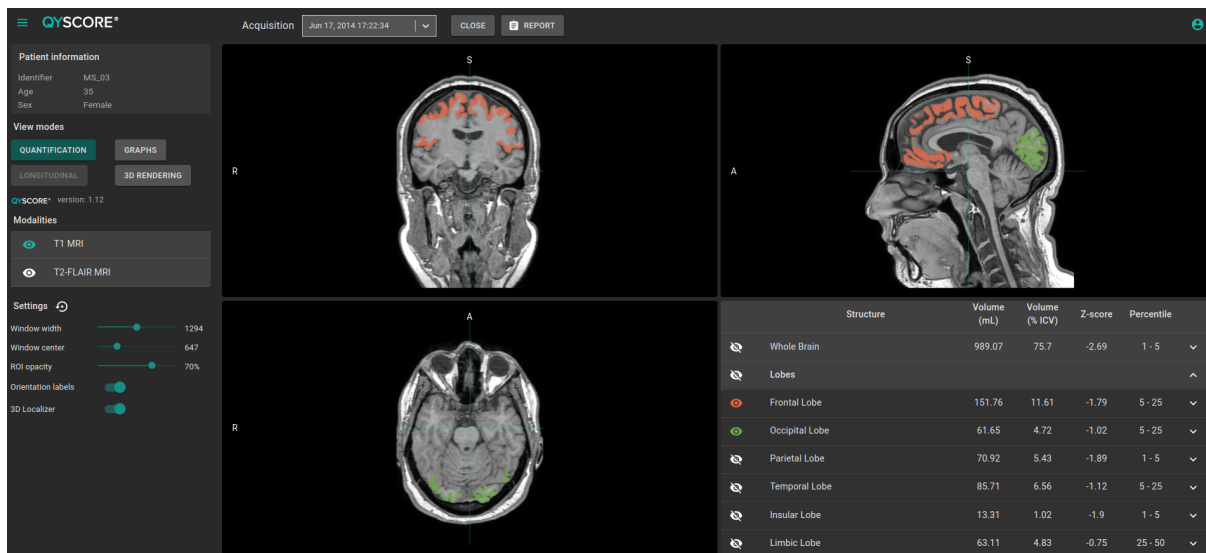 QYSCORE®
Acquisition Jun 17, 2014 17:22:34 CLOSE REPORT
Patient information
Identifier MS_03
Age 35
Sex Female
View modes
QUANTIFICATION GRAPHS
LONGITUDINAL 3D RENDERING
QYSCORE® version: 1.12
Modalities
T1 MRI
T2-FLAIR MRI
Settings
Window width 1294
Window center 647
ROI opacity 70%
Orientation labels
3D Localizer
S
R
S
A
A
R
Structure Volume (mL) Volume (% ICV) Z-score Percentile
Whole Brain 989.07 75.7 -2.69 1 - 5
Lobes
Frontal Lobe 151.76 11.61 -1.79 5 - 25
Occipital Lobe 61.65 4.72 -1.02 5 - 25
Parietal Lobe 70.92 5.43 -1.89 1 - 5
Temporal Lobe 85.71 6.56 -1.12 5 - 25
Insular Lobe 13.31 1.02 -1.9 1 - 5
Limbic Lobe 63.11 4.83 -0.75 25 - 50